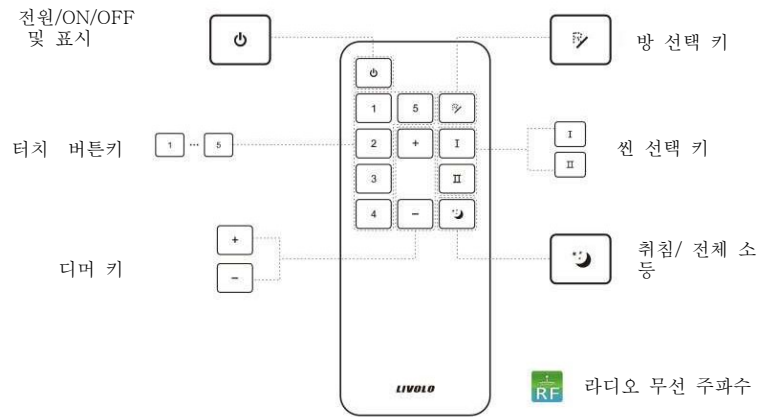 전원/ON/OFF
및 표시
방 선택 키
1 5
터치 버튼키
1 ... 5
2 + I
I
II
씬 선택 키
3 II
4 −
+
−
디머 키
취침/ 전체 소
등
LIVOLO
RF
라디오 무선 주파수